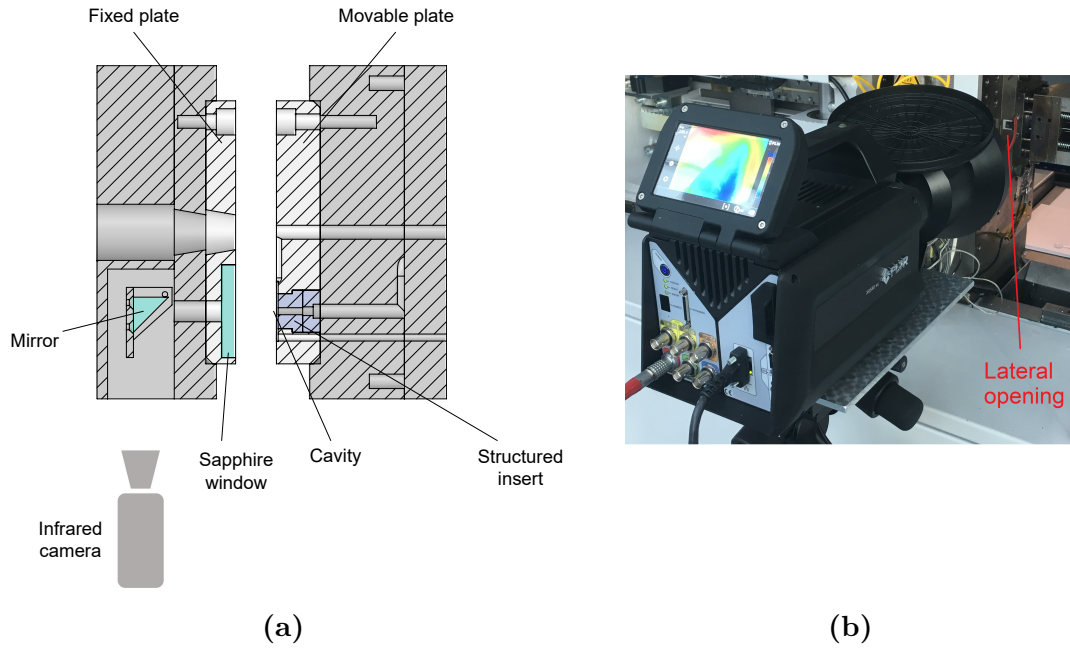 Fixed plate
Movable plate
Mirror
Sapphire
window
Cavity
Structured
insert
Infrared
camera
Lateral
opening
(a)
(b)